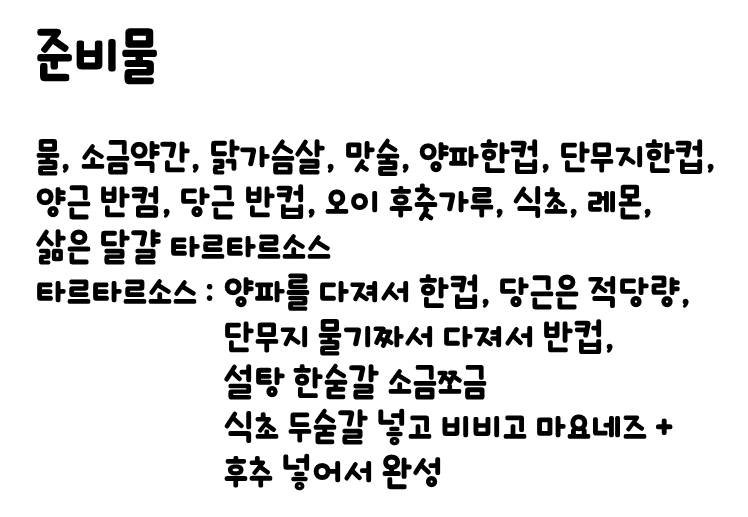 준비물
물, 소금약간, 닭가슴살, 맛술, 양파한컵, 단무지한컵,
양근 반컴, 당근 반컵, 오이 후춧가루, 식초, 레몬,
삶은 달걀 타르타르소스
타르타르소스 : 양파를 다져서 한컵, 당근은 적당량,
단무지 물기짜서 다져서 반컵,
설탕 한숟갈 소금쪼금
식초 두숟갈 넣고 비비고 마요네즈 +
후추 넣어서 완성